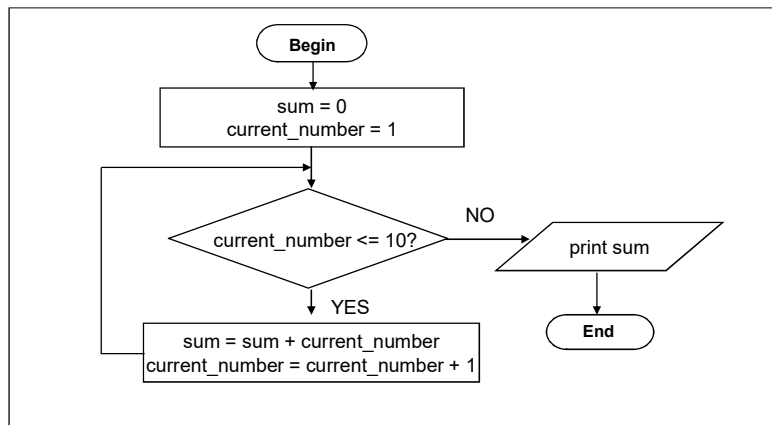 Begin
sum = 0
current_number = 1
current_number <= 10?
NO
print sum
YES
sum = sum + current_number
current_number = current_number + 1
End